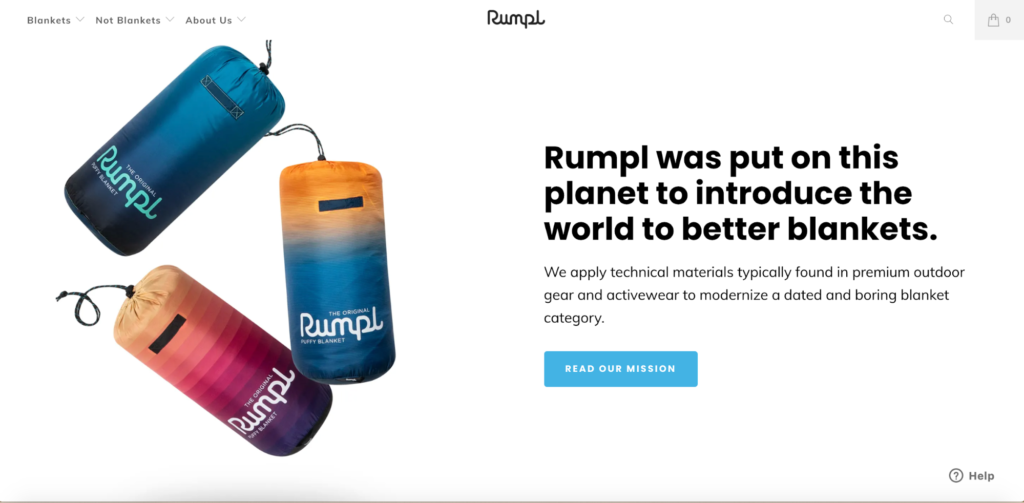 Blankets
Not Blankets
About Us
Rumpl
0
THE ORIGINAL
Rumpl
PUFFY BLANKET
THE ORIGINAL
Rumpl
PUFFY BLANKET
THE ORIGINAL
Rumpl
PUFFY BLANKET
Rumpl was put on this
planet to introduce the
world to better blankets.
We apply technical materials typically found in premium outdoor
gear and activewear to modernize a dated and boring blanket
category.
READ OUR MISSION
? Help